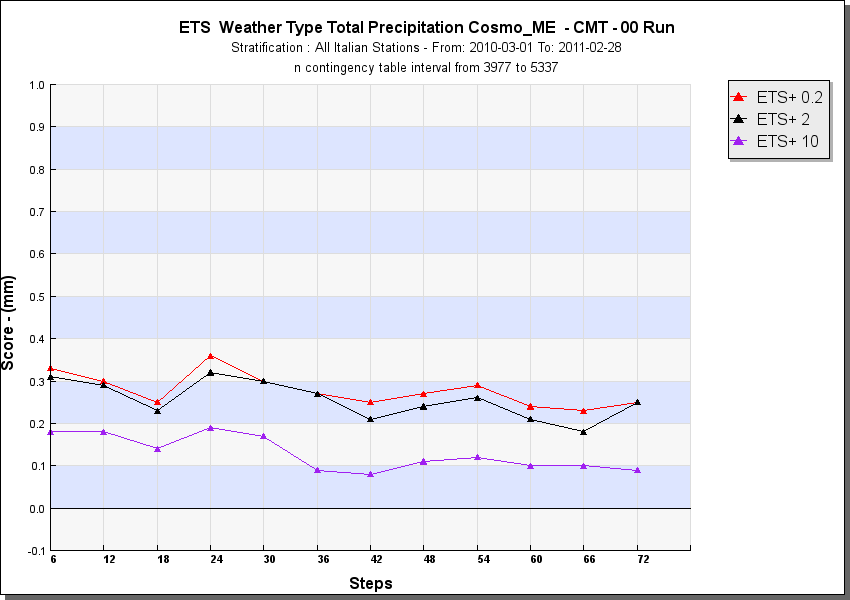 ETS Weather Type Total Precipitation Cosmo_ME - CMT - 00 Run
Stratification : All Italian Stations - From: 2010-03-01 To: 2011-02-28
n contingency table interval from 3977 to 5337
ETS+ 0.2
ETS+ 2
ETS+ 10
Score - (mm)
1.0
0.9
0.8
0.7
0.6
0.5
0.4
0.3
0.2
0.1
0.0
-0.1
6 12 18 24 30 36 42 48 54 60 66 72
Steps